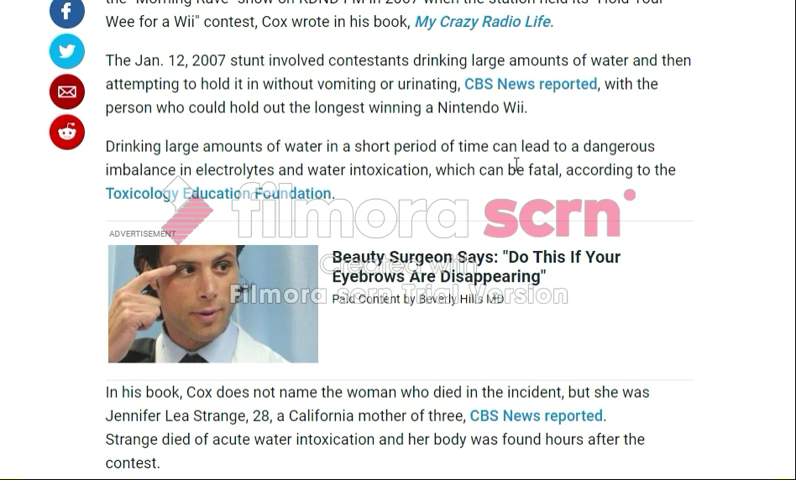 the "Morning Rave" show on KDND FM in 2007 when the station held its "Hold Your
Wee for a Wii" contest, Cox wrote in his book, My Crazy Radio Life.
The Jan. 12, 2007 stunt involved contestants drinking large amounts of water and then
attempting to hold it in without vomiting or urinating, CBS News reported, with the
person who could hold out the longest winning a Nintendo Wii.
Drinking large amounts of water in a short period of time can lead to a dangerous
imbalance in electrolytes and water intoxication, which can be fatal, according to the
Toxicology Education Foundation.
filmora scrn
ADVERTISEMENT
Beauty Surgeon Says: "Do This If Your
Eyebrows Are Disappearing"
Created with
Filmora scrn Trial Version
Paid Content by Beverly Hills MD
In his book, Cox does not name the woman who died in the incident, but she was
Jennifer Lea Strange, 28, a California mother of three, CBS News reported.
Strange died of acute water intoxication and her body was found hours after the
contest.